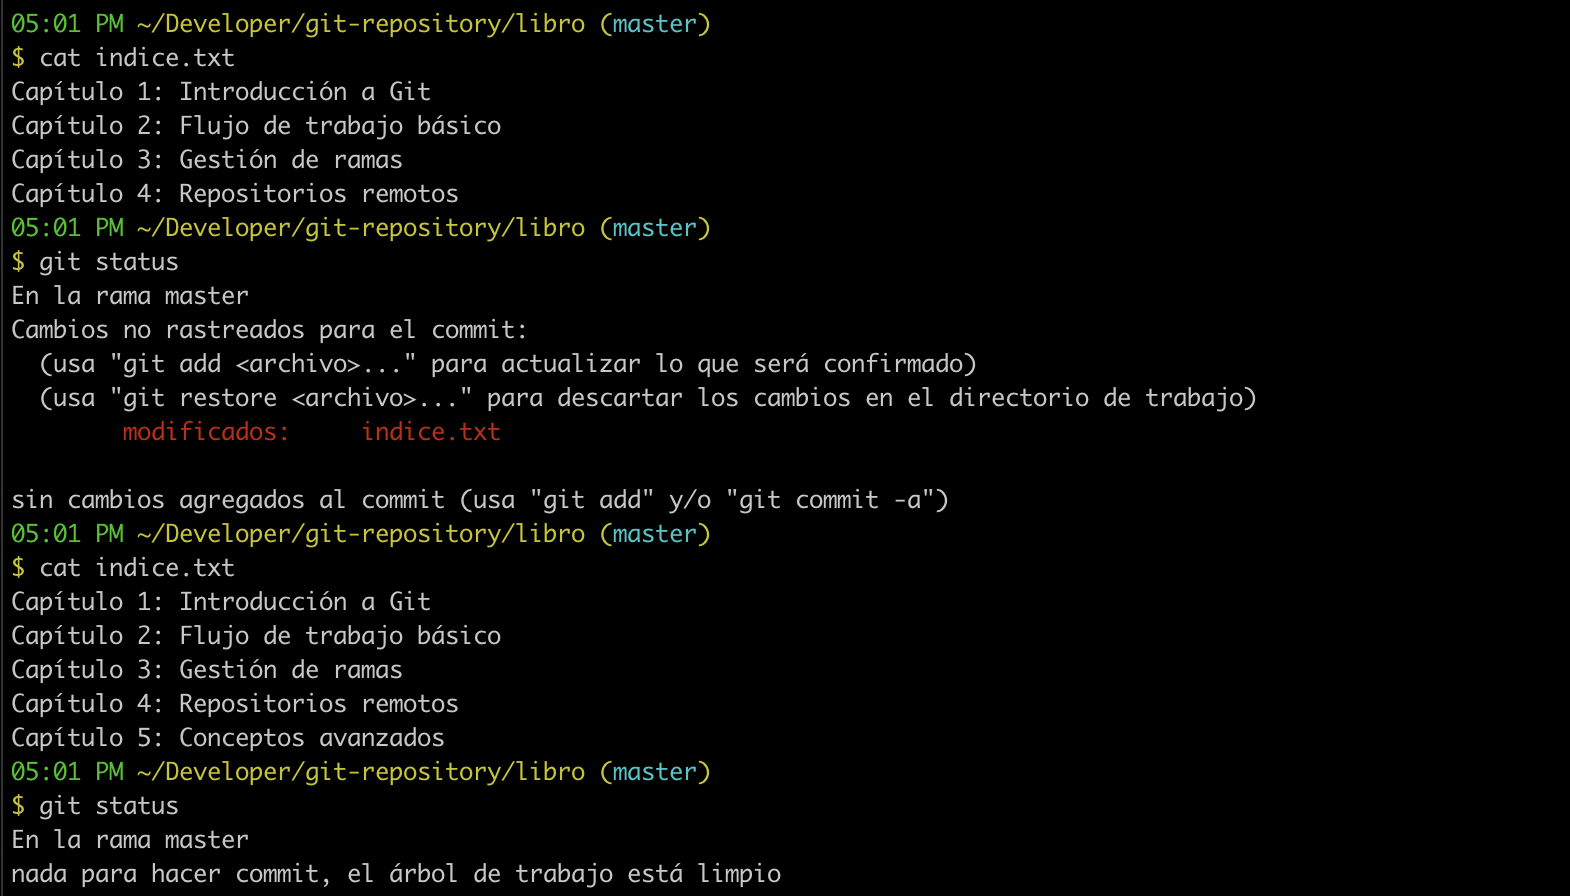 05:01 PM ~/Developer/git-repository/libro (master)
$ cat indice.txt
Capítulo 1: Introducción a Git
Capítulo 2: Flujo de trabajo básico
Capítulo 3: Gestión de ramas
Capítulo 4: Repositorios remotos
05:01 PM ~/Developer/git-repository/libro (master)
$ git status
En la rama master
Cambios no rastreados para el commit:
  (usa "git add <archivo>..." para actualizar lo que será confirmado)
  (usa "git restore <archivo>..." para descartar los cambios en el directorio de trabajo)
        modificados:     indice.txt

sin cambios agregados al commit (usa "git add" y/o "git commit -a")
05:01 PM ~/Developer/git-repository/libro (master)
$ cat indice.txt
Capítulo 1: Introducción a Git
Capítulo 2: Flujo de trabajo básico
Capítulo 3: Gestión de ramas
Capítulo 4: Repositorios remotos
Capítulo 5: Conceptos avanzados
05:01 PM ~/Developer/git-repository/libro (master)
$ git status
En la rama master
nada para hacer commit, el árbol de trabajo está limpio